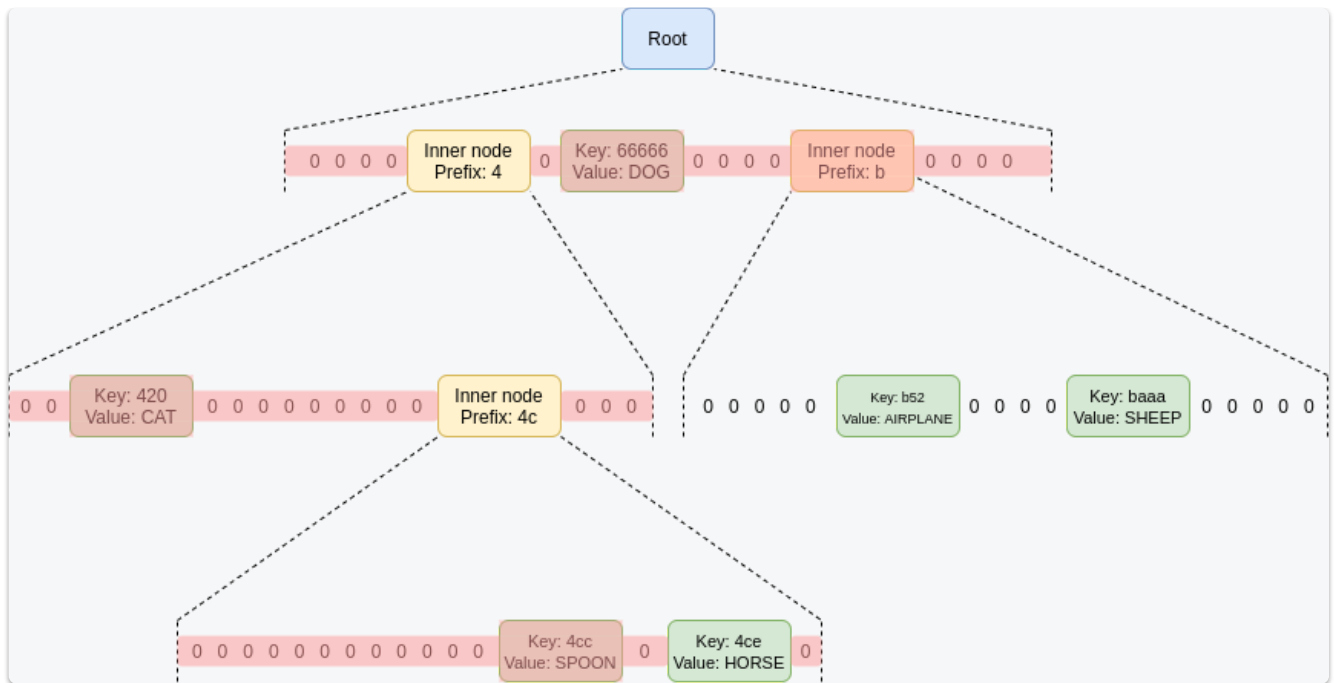 Root
0 0 0 0
Inner node
Prefix: 4
0
Key: 66666
Value: DOG
0 0 0 0
Inner node
Prefix: b
0 0 0 0
0 0
Key: 420
Value: CAT
0 0 0 0 0 0 0 0 0
Inner node
Prefix: 4c
0 0 0
0 0 0 0 0
Key: b52
Value: AIRPLANE
0 0 0 0
Key: baaa
Value: SHEEP
0 0 0 0 0
0 0 0 0 0 0 0 0 0 0 0 0
Key: 4cc
Value: SPOON
0
Key: 4ce
Value: HORSE
0